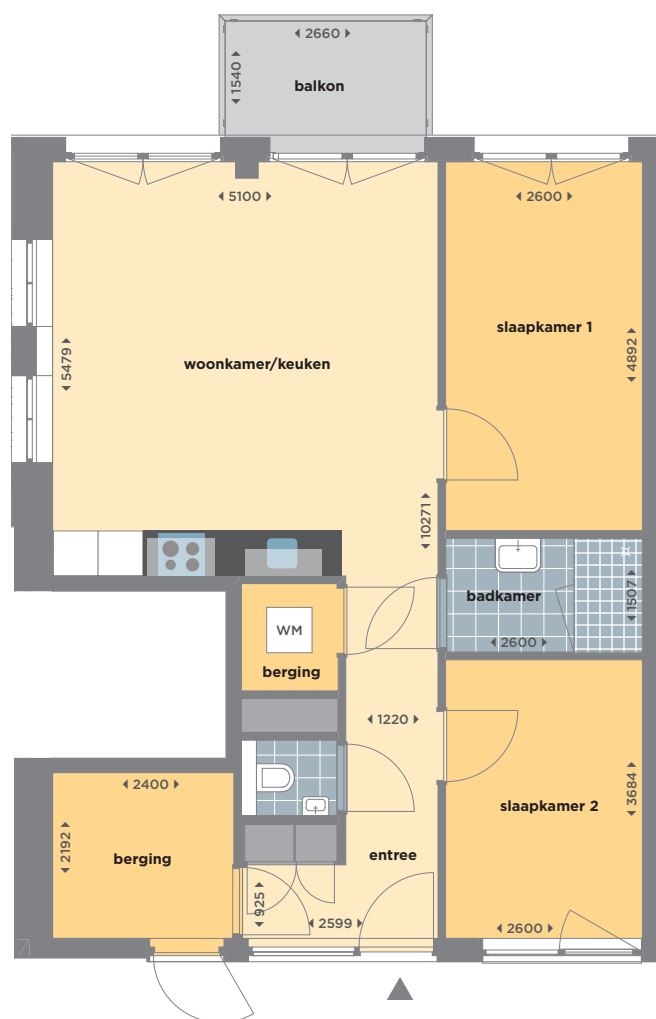 2660
1540
balkon
5100
2600
slaapkamer 1
5479
woonkamer/keuken
4892
10271
badkamer
1507
2600
WM
berging
1220
2400
slaapkamer 2
3684
2192
berging
entree
925
2599
2600